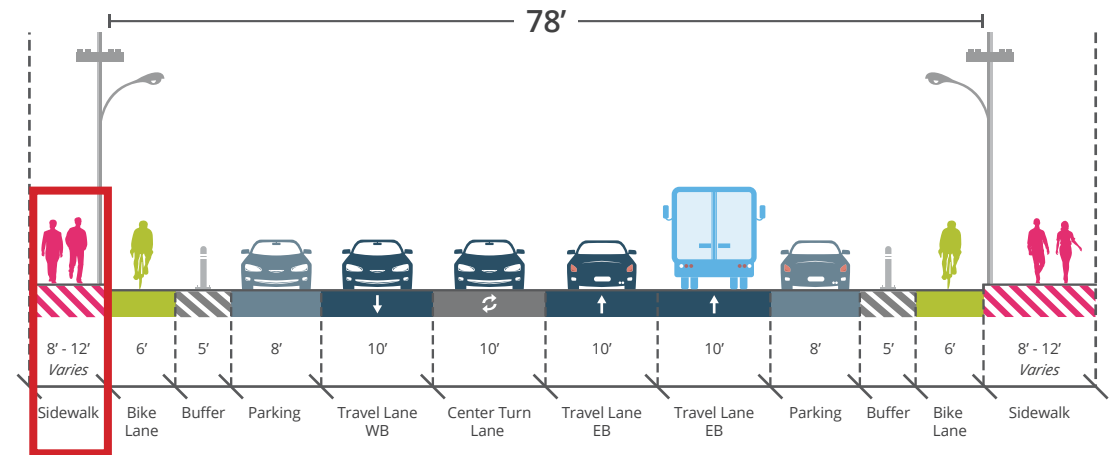 78’
8’ - 12’ 6’ 5’ 8’ 10’ 10’ 10’ 10’ 8’ 5’ 6’ 8’ - 12’
Varies Varies
Sidewalk Bike Buffer Parking Travel Lane Center Turn Travel Lane Travel Lane Parking Buffer Bike Sidewalk
Lane WB Lane EB EB Lane